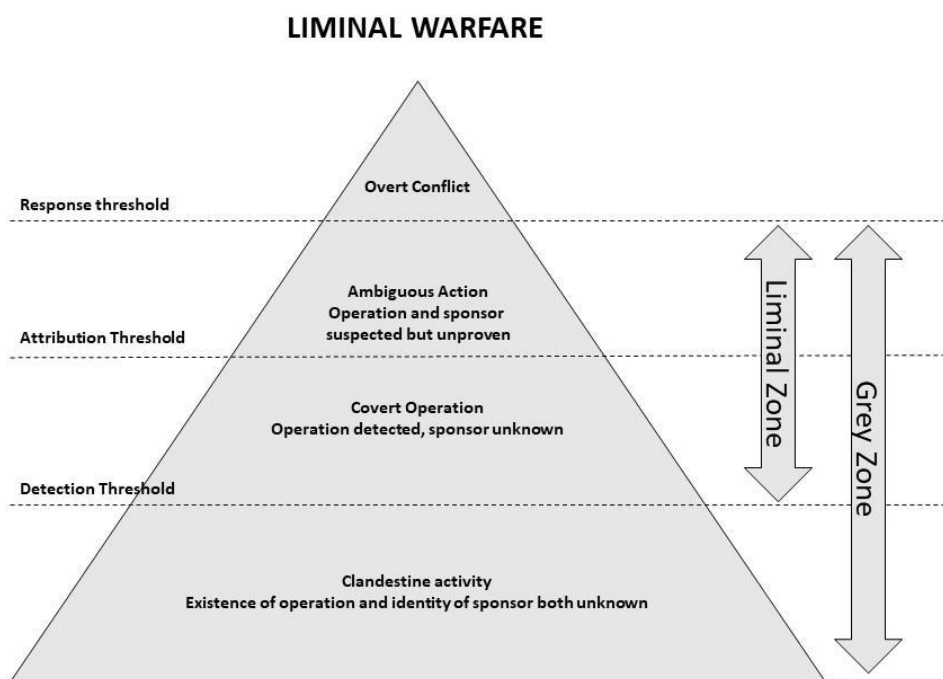 LIMINAL WARFARE
Overt Conflict
Response threshold
Ambiguous Action
Operation and sponsor
suspected but unproven
Attribution Threshold
Covert Operation
Operation detected, sponsor unknown
Detection Threshold
Clandestine activity
Existence of operation and identity of sponsor both unknown
Liminal Zone
Grey Zone